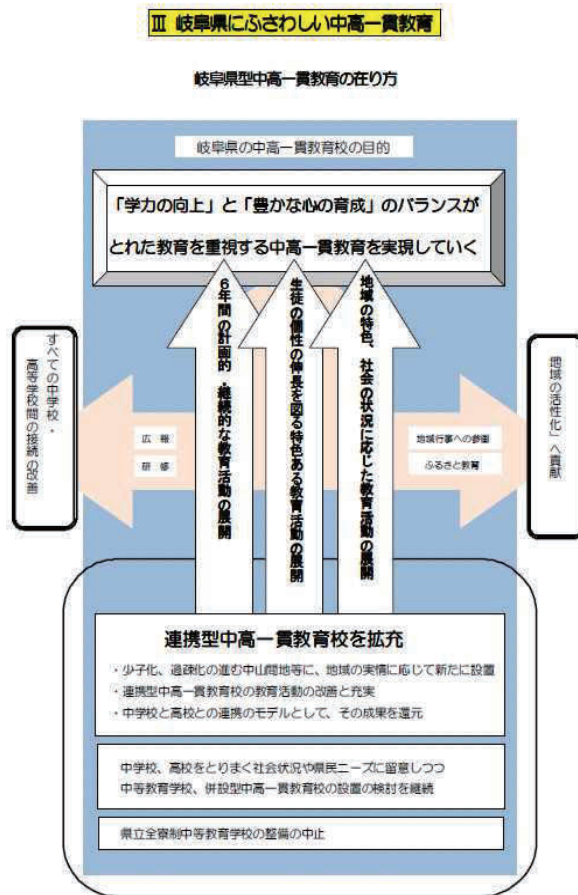 Ⅲ 岐阜県にふさわしい中高一貫教育
岐阜県型中高一貫教育の在り方
岐阜県の中高一貫教育校の目的
「学力の向上」と「豊かな心の育成」のバランスが
とれた教育を重視する中高一貫教育を実現していく
6年間の計画的・継続的な教育活動の展開
生徒の個性の伸長を図る特色ある教育活動の展開
地域の特色、社会の状況に応じた教育活動の展開
すべての中学校・
高等学校間の接続の改善
広 報
研 修
地域行事への参画
ふるさと教育
地域の活性化」へ貢献
連携型中高一貫教育校を拡充
・少子化、過疎化の進む中山間地等に、地域の実情に応じて新たに設置
・連携型中高一貫教育校の教育活動の改善と充実
・中学校と高校との連携のモデルとして、その成果を還元
中学校、高校をとりまく社会状況や県民ニーズに留意しつつ
中等教育学校、併設型中高一貫教育校の設置の検討を継続
県立全寮制中等教育学校の整備の中止